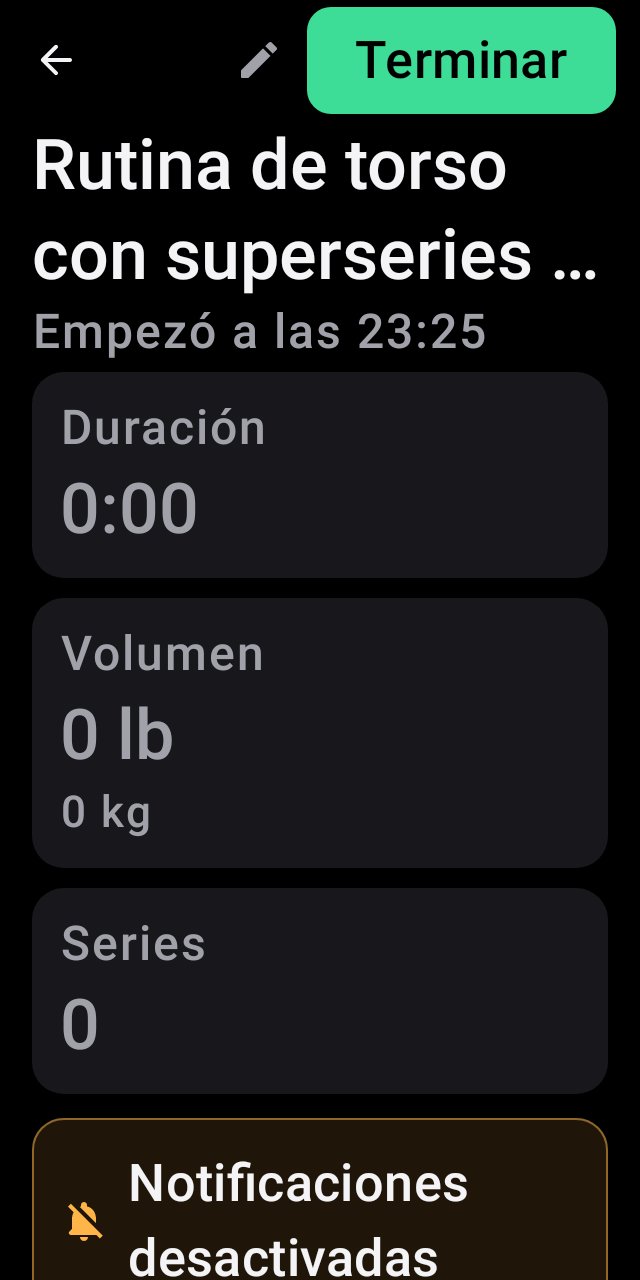 Terminar
Rutina de torso
con superseries ...
Empezó a las 23:25
Duración
0:00
Volumen
0 lb
0 kg
Series
0
Notificaciones
desactivadas